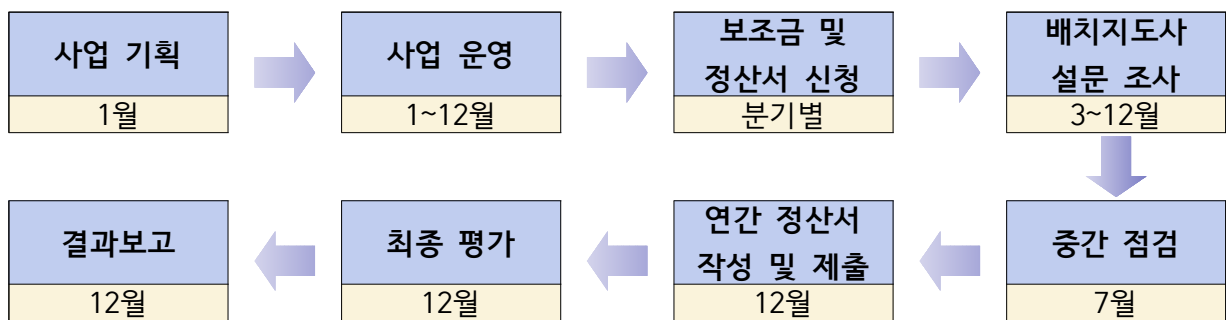 사업 기획
1월
사업 운영
1~12월
보조금 및
정산서 신청
분기별
배치지도사
설문 조사
3~12월
중간 점검
7월
연간 정산서
작성 및 제출
12월
최종 평가
12월
결과보고
12월